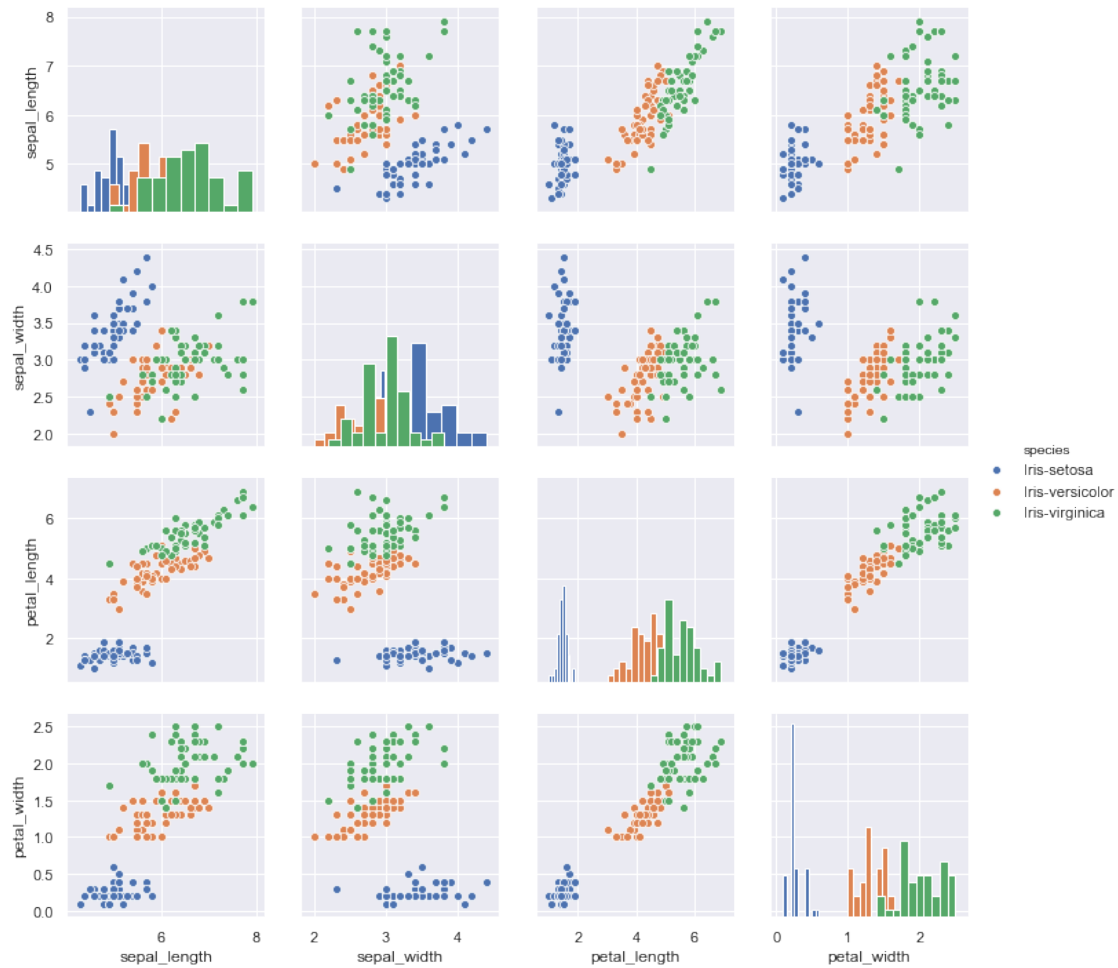 8
7
6
5
sepal_length
4.5
4.0
3.5
3.0
2.5
2.0
sepal_width
species
Iris-setosa
Iris-versicolor
Iris-virginica
6
4
2
petal_length
2.5
2.0
1.5
1.0
0.5
0.0
petal_width
6 8
sepal_length
2 3 4
sepal_width
2 4 6
petal_length
0 1 2
petal_width